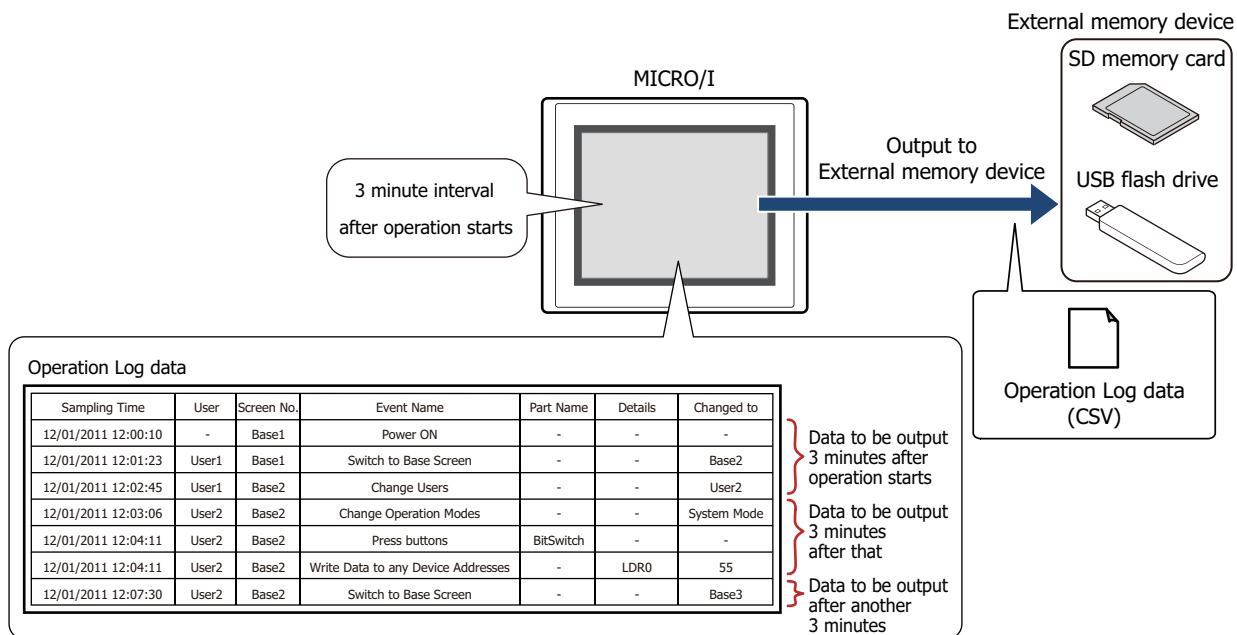 External memory device
SD memory card
MICRO/I
Output to
External memory device
USB flash drive
3 minute interval
after operation starts
Operation Log data
(CSV)
Operation Log data
Sampling Time User Screen No. Event Name Part Name Details Changed to
12/01/2011 12:00:10 - Base1 Power ON - - -
12/01/2011 12:01:23 User1 Base1 Switch to Base Screen - - Base2
12/01/2011 12:02:45 User1 Base2 Change Users - - User2
12/01/2011 12:03:06 User2 Base2 Change Operation Modes - - System Mode
12/01/2011 12:04:11 User2 Base2 Press buttons BitSwitch - -
12/01/2011 12:04:11 User2 Base2 Write Data to any Device Addresses - LDR0 55
12/01/2011 12:07:30 User2 Base2 Switch to Base Screen - - Base3
Data to be output
3 minutes after
operation starts
Data to be output
3 minutes
after that
Data to be output
after another
3 minutes